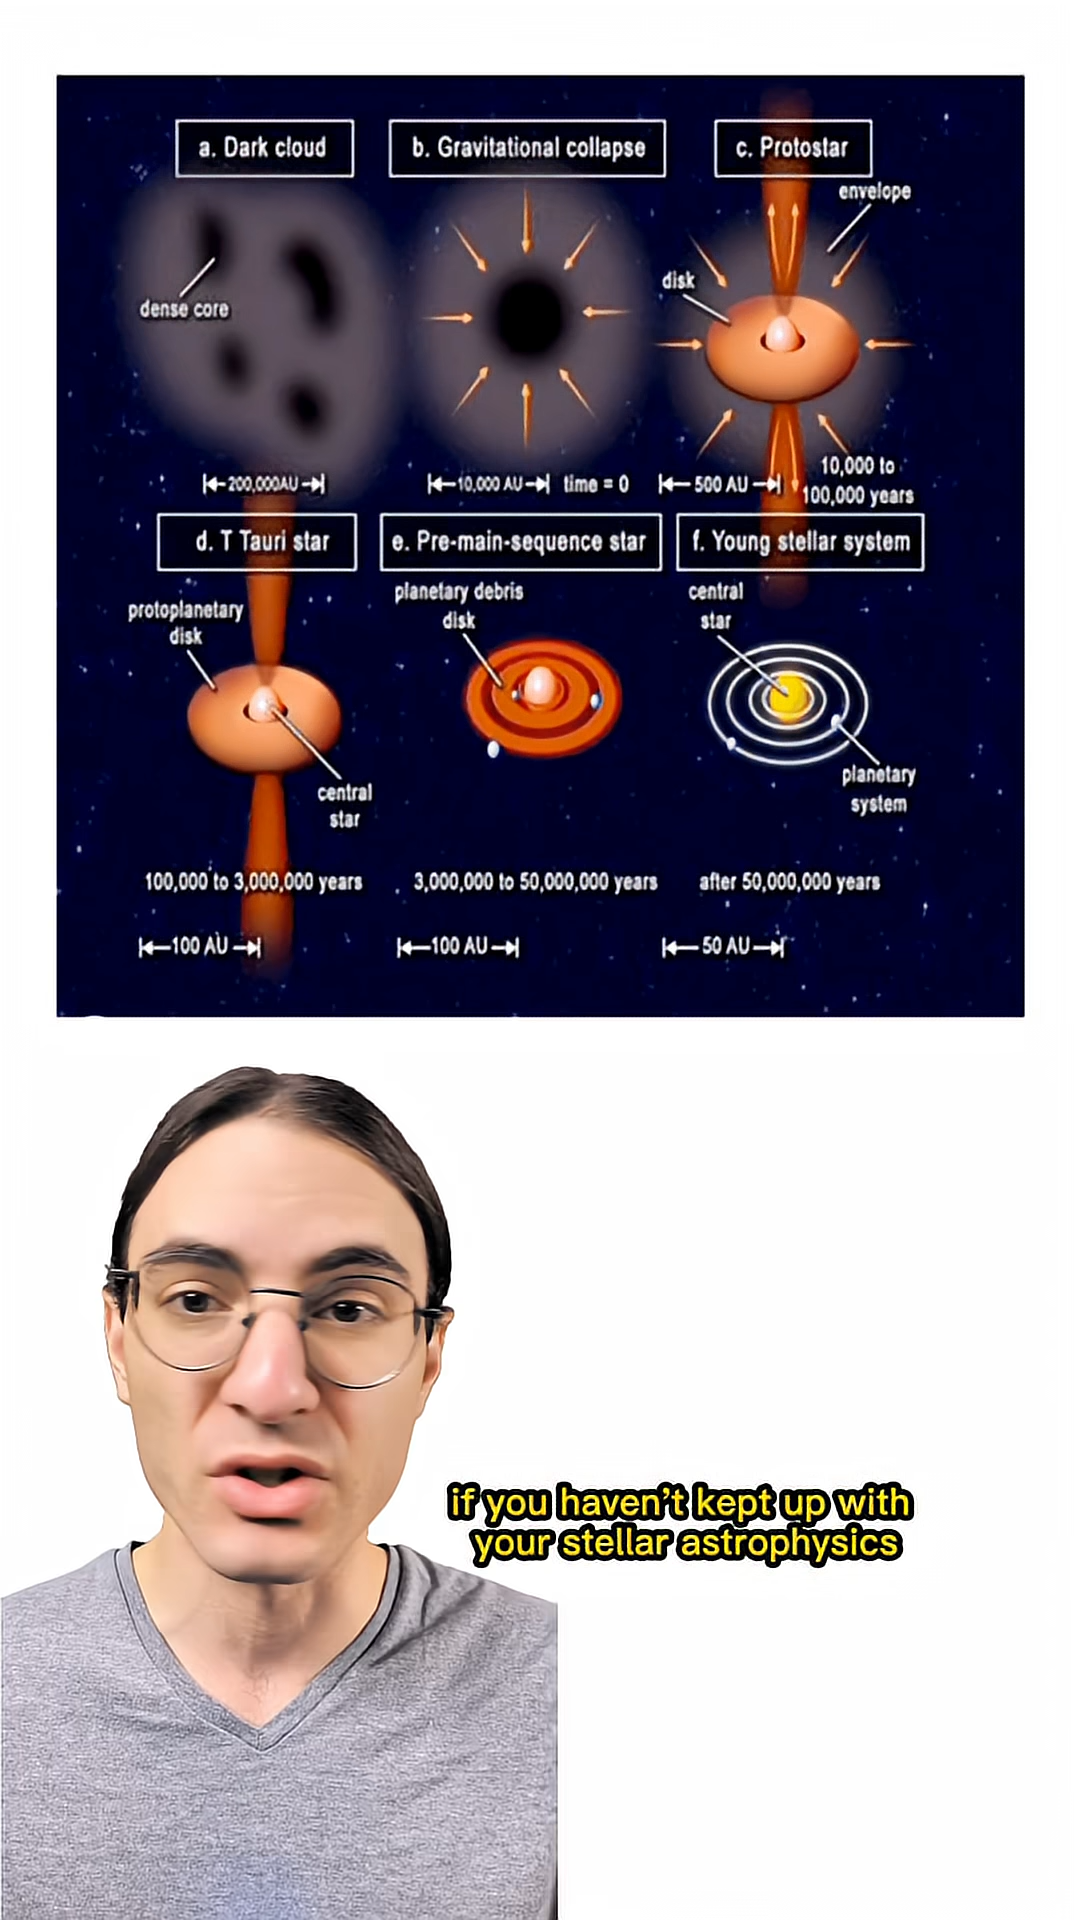 a. Dark cloud
b. Gravitational collapse
c. Protostar
envelope
disk
dense core
200,000AU
10,000 AU
time = 0
500 AU
10,000 to
100,000 years
d. T Tauri star
e. Pre-main-sequence star
f. Young stellar system
protoplanetary
disk
planetary debris
disk
central
star
central
star
planetary
system
100,000 to 3,000,000 years
3,000,000 to 50,000,000 years
after 50,000,000 years
100 AU
100 AU
50 AU
if you haven't kept up with
your stellar astrophysics